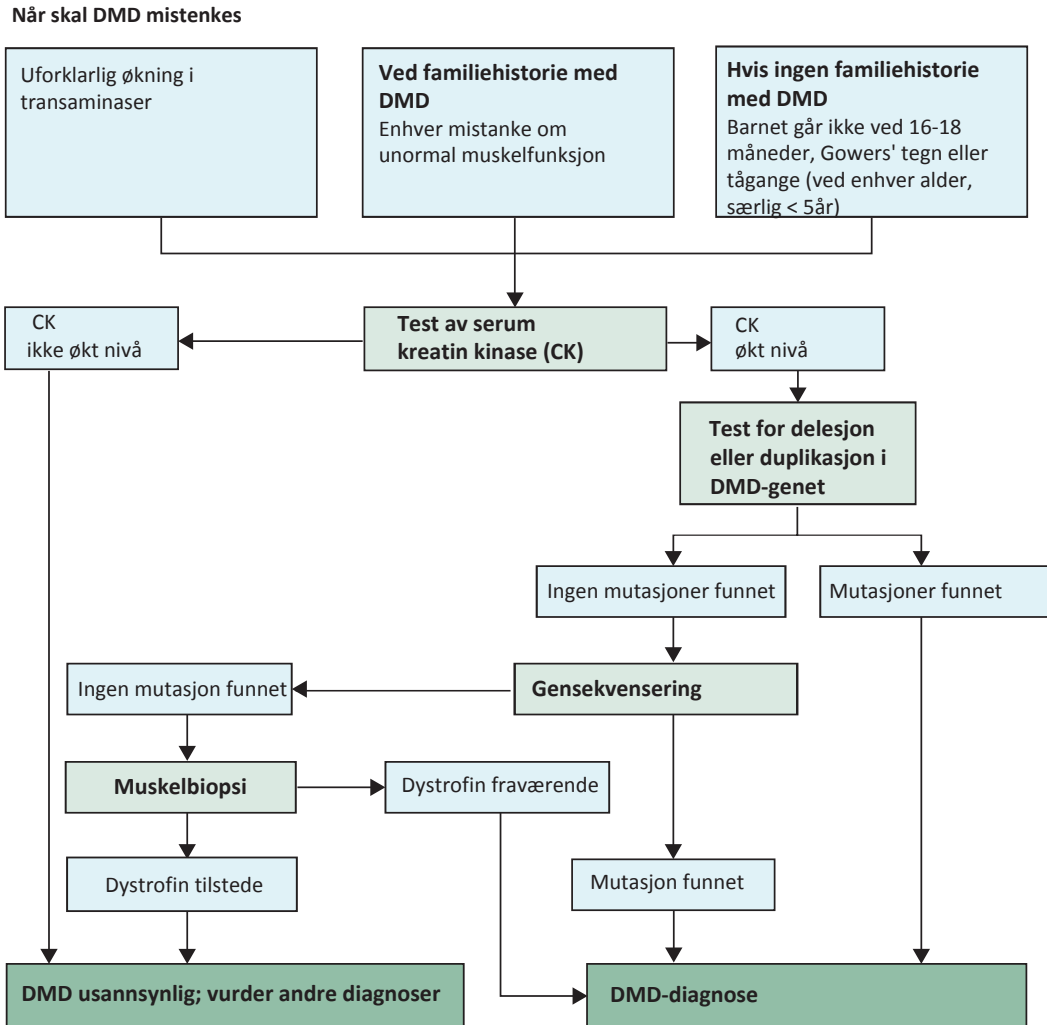 Når skal DMD mistenkes
Uforklarlig økning i
transaminaser
Ved familiehistorie med
DMD
Enhver mistanke om
unormal muskelfunksjon
Hvis ingen familiehistorie
med DMD
Barnet går ikke ved 16-18
måneder, Gowers' tegn eller
tågange (ved enhver alder,
særlig < 5år)
CK
ikke økt nivå
Test av serum
kreatin kinase (CK)
CK
økt nivå
Test for delesjon
eller duplikasjon i
DMD-genet
Ingen mutasjoner funnet
Mutasjoner funnet
Ingen mutasjon funnet
Gensekvensering
Muskelbiopsi
Dystrofin fraværende
Dystrofin tilstede
Mutasjon funnet
DMD usannsynlig; vurder andre diagnoser
DMD-diagnose